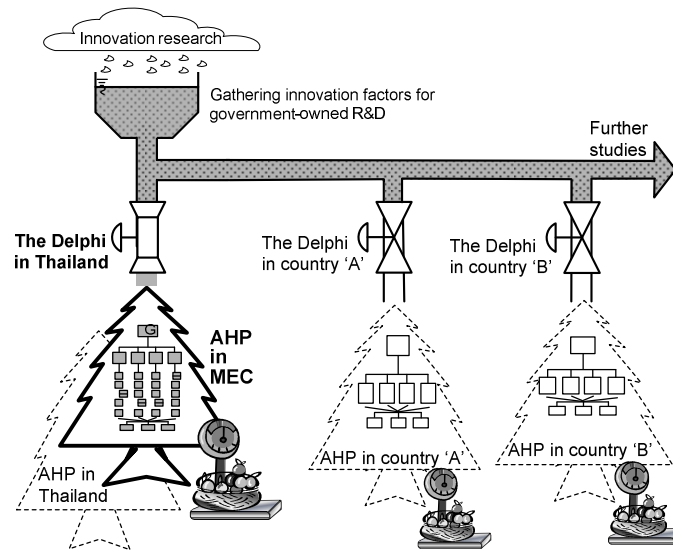 Innovation research
Gathering innovation factors for
government-owned R&D
Further
studies
The Delphi
in Thailand
The Delphi
in country ‘A’
The Delphi
in country ‘B’
G
AHP
in
MEC
AHP in
Thailand
AHP in country ‘A’
AHP in country ‘B’